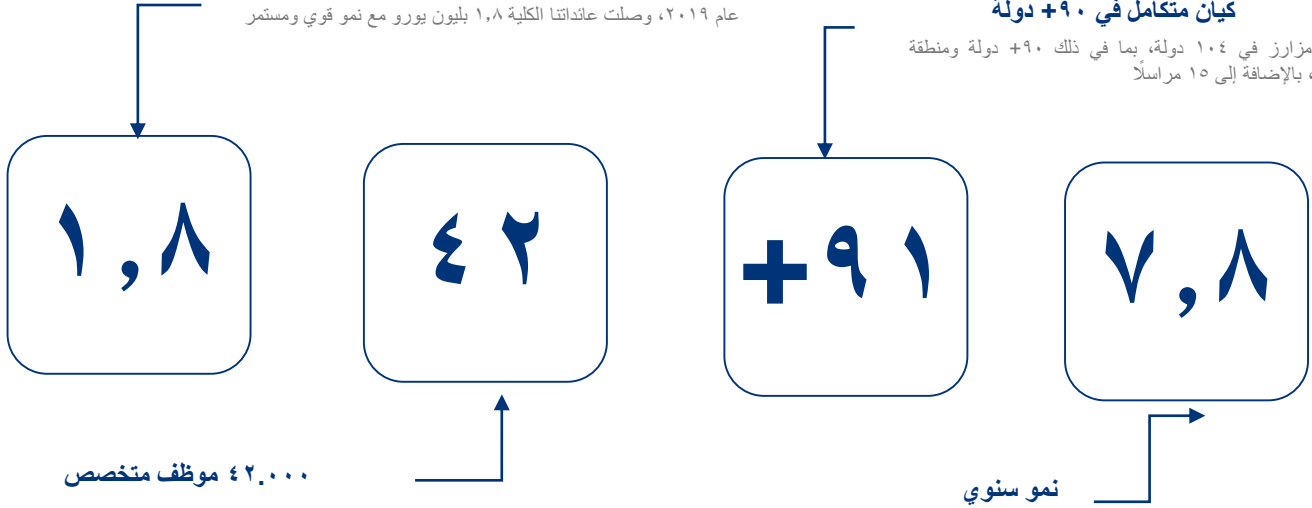 كيان متكامل في ٩٠+ دولة
مزارز في ١٠٤ دولة، بما في ذلك ٩٠+ دولة ومنطقة
، بالإضافة إلى ١٥ مراسلًا
عام ٢٠١٩، وصلت عائداتنا الكلية ١,٨ بليون يورو مع نمو قوي ومستمر
٧,٨
+٩١
٤٢
١,٨
نمو سنوي
٤٢.٠٠٠ موظف متخصص